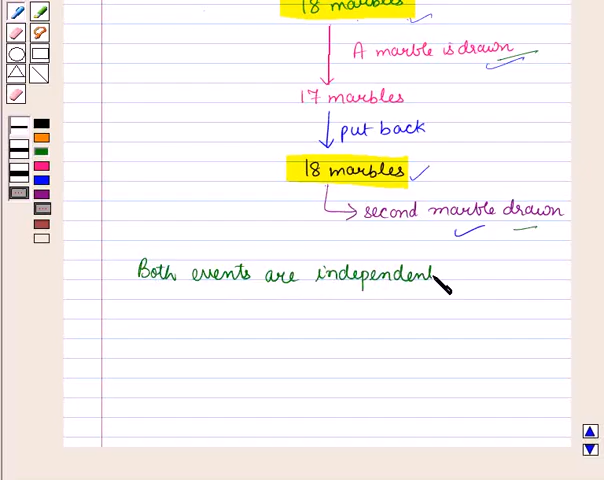 18 marbles
A marble is drawn
17 marbles
put back
18 marbles
second marble drawn
Both events are independent